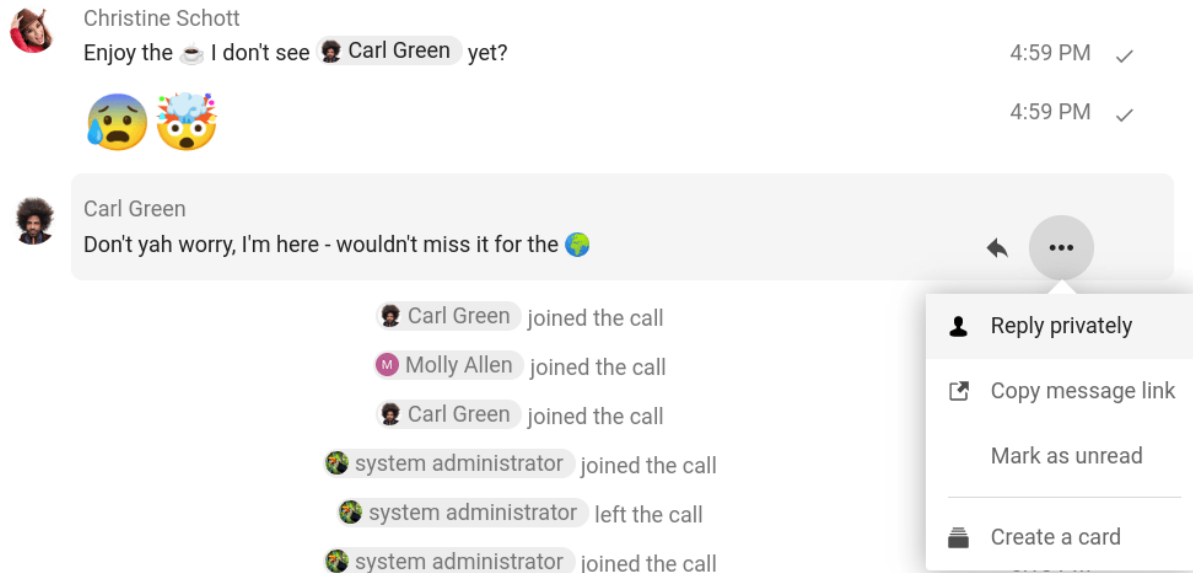 Christine Schott
Enjoy the ☕ I don't see Carl Green yet?
4:59 PM
4:59 PM
Carl Green
Don't yah worry, I'm here - wouldn't miss it for the 🌍
Carl Green joined the call
Reply privately
M Molly Allen joined the call
Copy message link
Carl Green joined the call
system administrator joined the call
Mark as unread
system administrator left the call
Create a card
system administrator joined the call